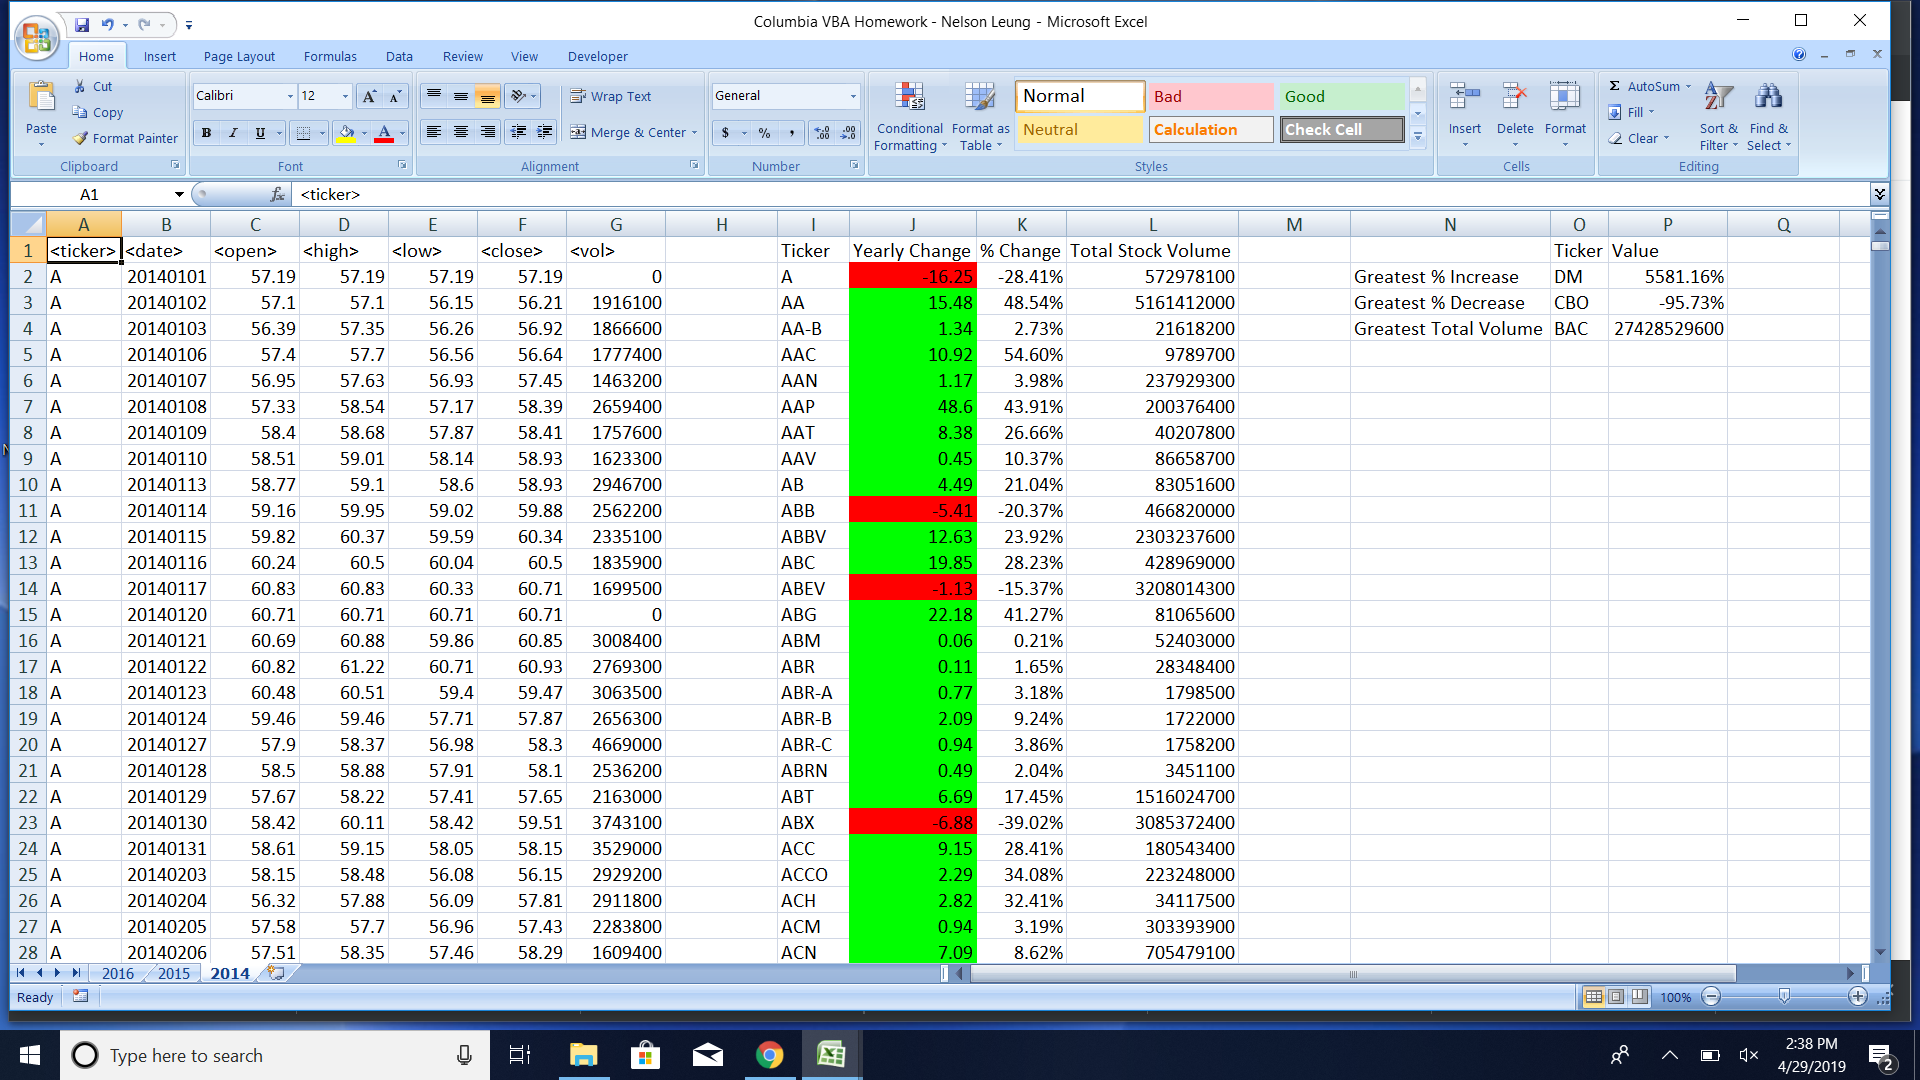 Columbia VBA Homework - Nelson Leung - Microsoft Excel
Home Insert Page Layout Formulas Data Review View Developer
Paste Cut Copy Format Painter Clipboard
Calibri 12 B I U A Font
Wrap Text Merge & Center Alignment
General $ % , Number
Conditional Formatting Format as Table Normal Bad Good Neutral Calculation Check Cell Styles
Insert Delete Format Cells
Σ AutoSum Fill Clear Sort & Filter Find & Select Editing
A1 fx <ticker>
A B C D E F G H I J K L M N O P Q
1 <ticker> <date> <open> <high> <low> <close> <vol> Ticker Yearly Change % Change Total Stock Volume Ticker Value
2 A 20140101 57.19 57.19 57.19 57.19 0 A -16.25 -28.41% 572978100 Greatest % Increase DM 5581.16%
3 A 20140102 57.1 57.1 56.15 56.21 1916100 AA 15.48 48.54% 5161412000 Greatest % Decrease CBO -95.73%
4 A 20140103 56.39 57.35 56.26 56.92 1866600 AA-B 1.34 2.73% 21618200 Greatest Total Volume BAC 27428529600
5 A 20140106 57.4 57.7 56.56 56.64 1777400 AAC 10.92 54.60% 9789700
6 A 20140107 56.95 57.63 56.93 57.45 1463200 AAN 1.17 3.98% 237929300
7 A 20140108 57.33 58.54 57.17 58.39 2659400 AAP 48.6 43.91% 200376400
8 A 20140109 58.4 58.68 57.87 58.41 1757600 AAT 8.38 26.66% 40207800
9 A 20140110 58.51 59.01 58.14 58.93 1623300 AAV 0.45 10.37% 86658700
10 A 20140113 58.77 59.1 58.6 58.93 2946700 AB 4.49 21.04% 83051600
11 A 20140114 59.16 59.95 59.02 59.88 2562200 ABB -5.41 -20.37% 466820000
12 A 20140115 59.82 60.37 59.59 60.34 2335100 ABBV 12.63 23.92% 2303237600
13 A 20140116 60.24 60.5 60.04 60.5 1835900 ABC 19.85 28.23% 428969000
14 A 20140117 60.83 60.83 60.33 60.71 1699500 ABEV -1.13 -15.37% 3208014300
15 A 20140120 60.71 60.71 60.71 60.71 0 ABG 22.18 41.27% 81065600
16 A 20140121 60.69 60.88 59.86 60.85 3008400 ABM 0.06 0.21% 52403000
17 A 20140122 60.82 61.22 60.71 60.93 2769300 ABR 0.11 1.65% 28348400
18 A 20140123 60.48 60.51 59.4 59.47 3063500 ABR-A 0.77 3.18% 1798500
19 A 20140124 59.46 59.46 57.71 57.87 2656300 ABR-B 2.09 9.24% 1722000
20 A 20140127 57.9 58.37 56.98 58.3 4669000 ABR-C 0.94 3.86% 1758200
21 A 20140128 58.5 58.88 57.91 58.1 2536200 ABRN 0.49 2.04% 3451100
22 A 20140129 57.67 58.22 57.41 57.65 2163000 ABT 6.69 17.45% 1516024700
23 A 20140130 58.42 60.11 58.42 59.51 3743100 ABX -6.88 -39.02% 3085372400
24 A 20140131 58.61 59.15 58.05 58.15 3529000 ACC 9.15 28.41% 180543400
25 A 20140203 58.15 58.48 56.08 56.15 2929200 ACCO 2.29 34.08% 223248000
26 A 20140204 56.32 57.88 56.09 57.81 2911800 ACH 2.82 32.41% 34117500
27 A 20140205 57.58 57.7 56.96 57.43 2283800 ACM 0.94 3.19% 303393900
28 A 20140206 57.51 58.35 57.46 58.29 1609400 ACN 7.09 8.62% 705479100
2016 2015 2014
Ready 100%
Type here to search
2:38 PM
4/29/2019
2